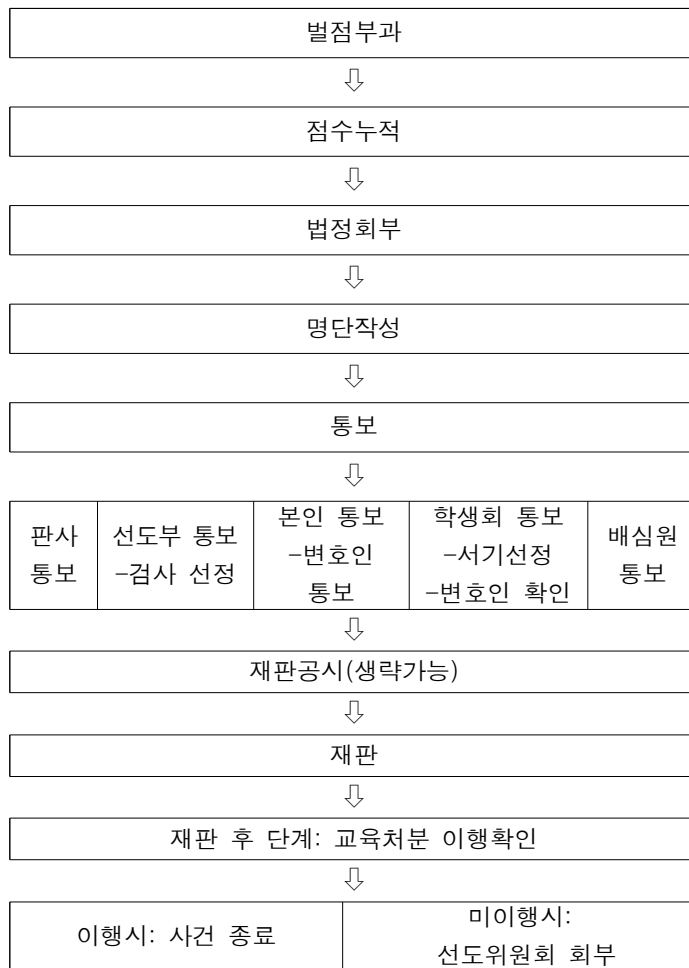 벌점부과
⇩
점수누적
⇩
법정회부
⇩
명단작성
⇩
통보
⇩
판사
통보
선도부 통보
-검사 선정
본인 통보
-변호인
통보
학생회 통보
-서기선정
-변호인 확인
배심원
통보
⇩
재판공시(생략가능)
⇩
재판
⇩
재판 후 단계: 교육처분 이행확인
⇩
이행시: 사건 종료
미이행시:
선도위원회 회부